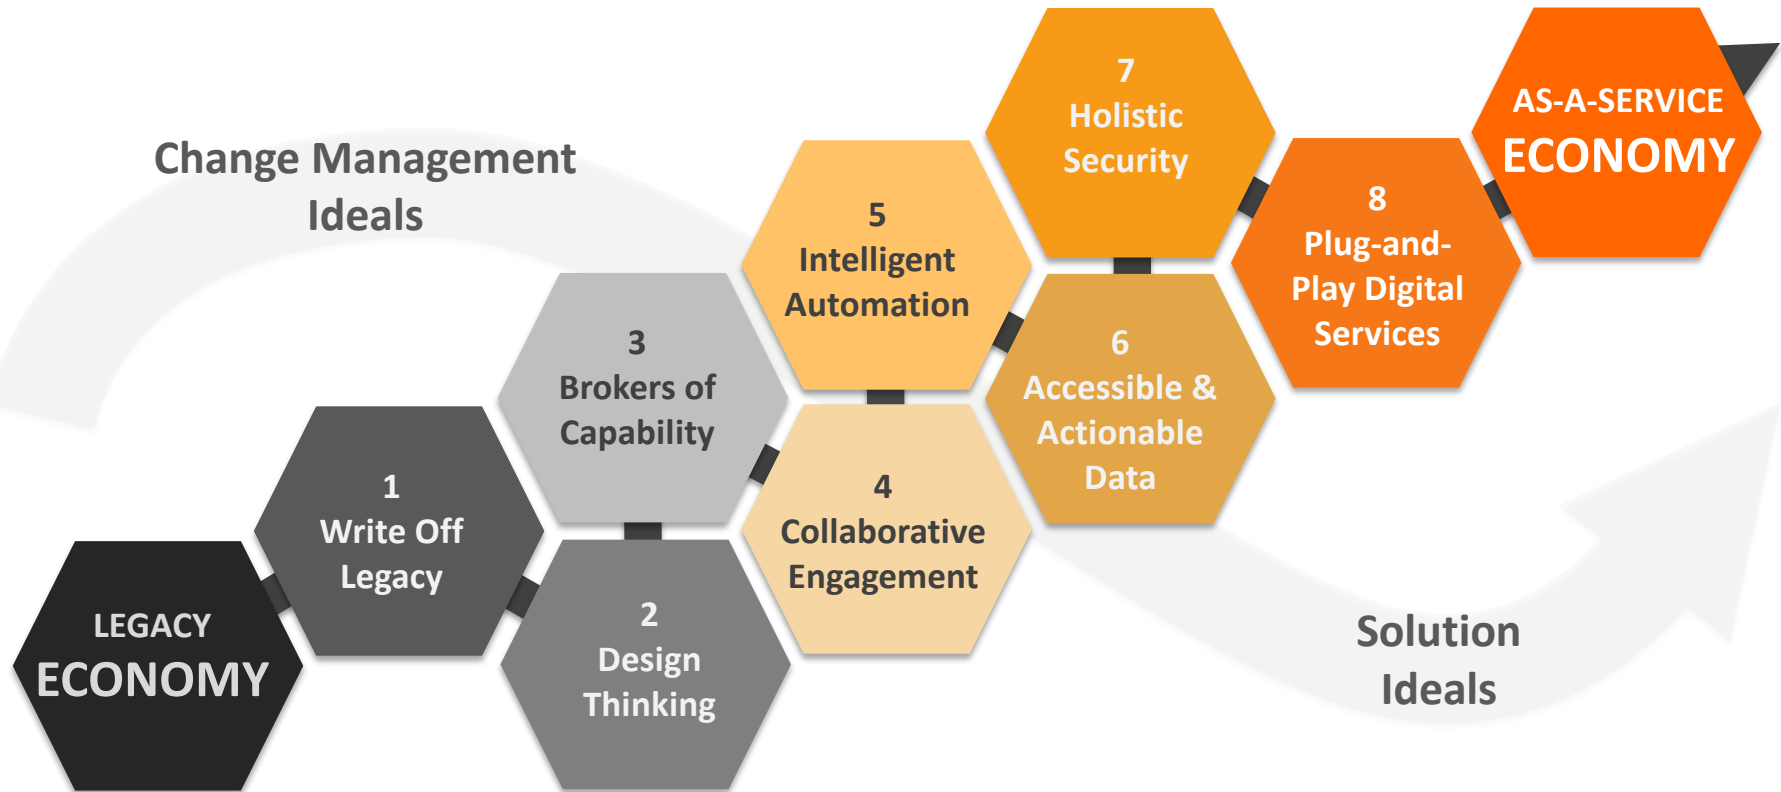 Change Management
Ideals
LEGACY
ECONOMY
1
Write Off
Legacy
2
Design
Thinking
3
Brokers of
Capability
4
Collaborative
Engagement
5
Intelligent
Automation
6
Accessible &
Actionable
Data
7
Holistic
Security
8
Plug-and-
Play Digital
Services
AS-A-SERVICE
ECONOMY
Solution
Ideals